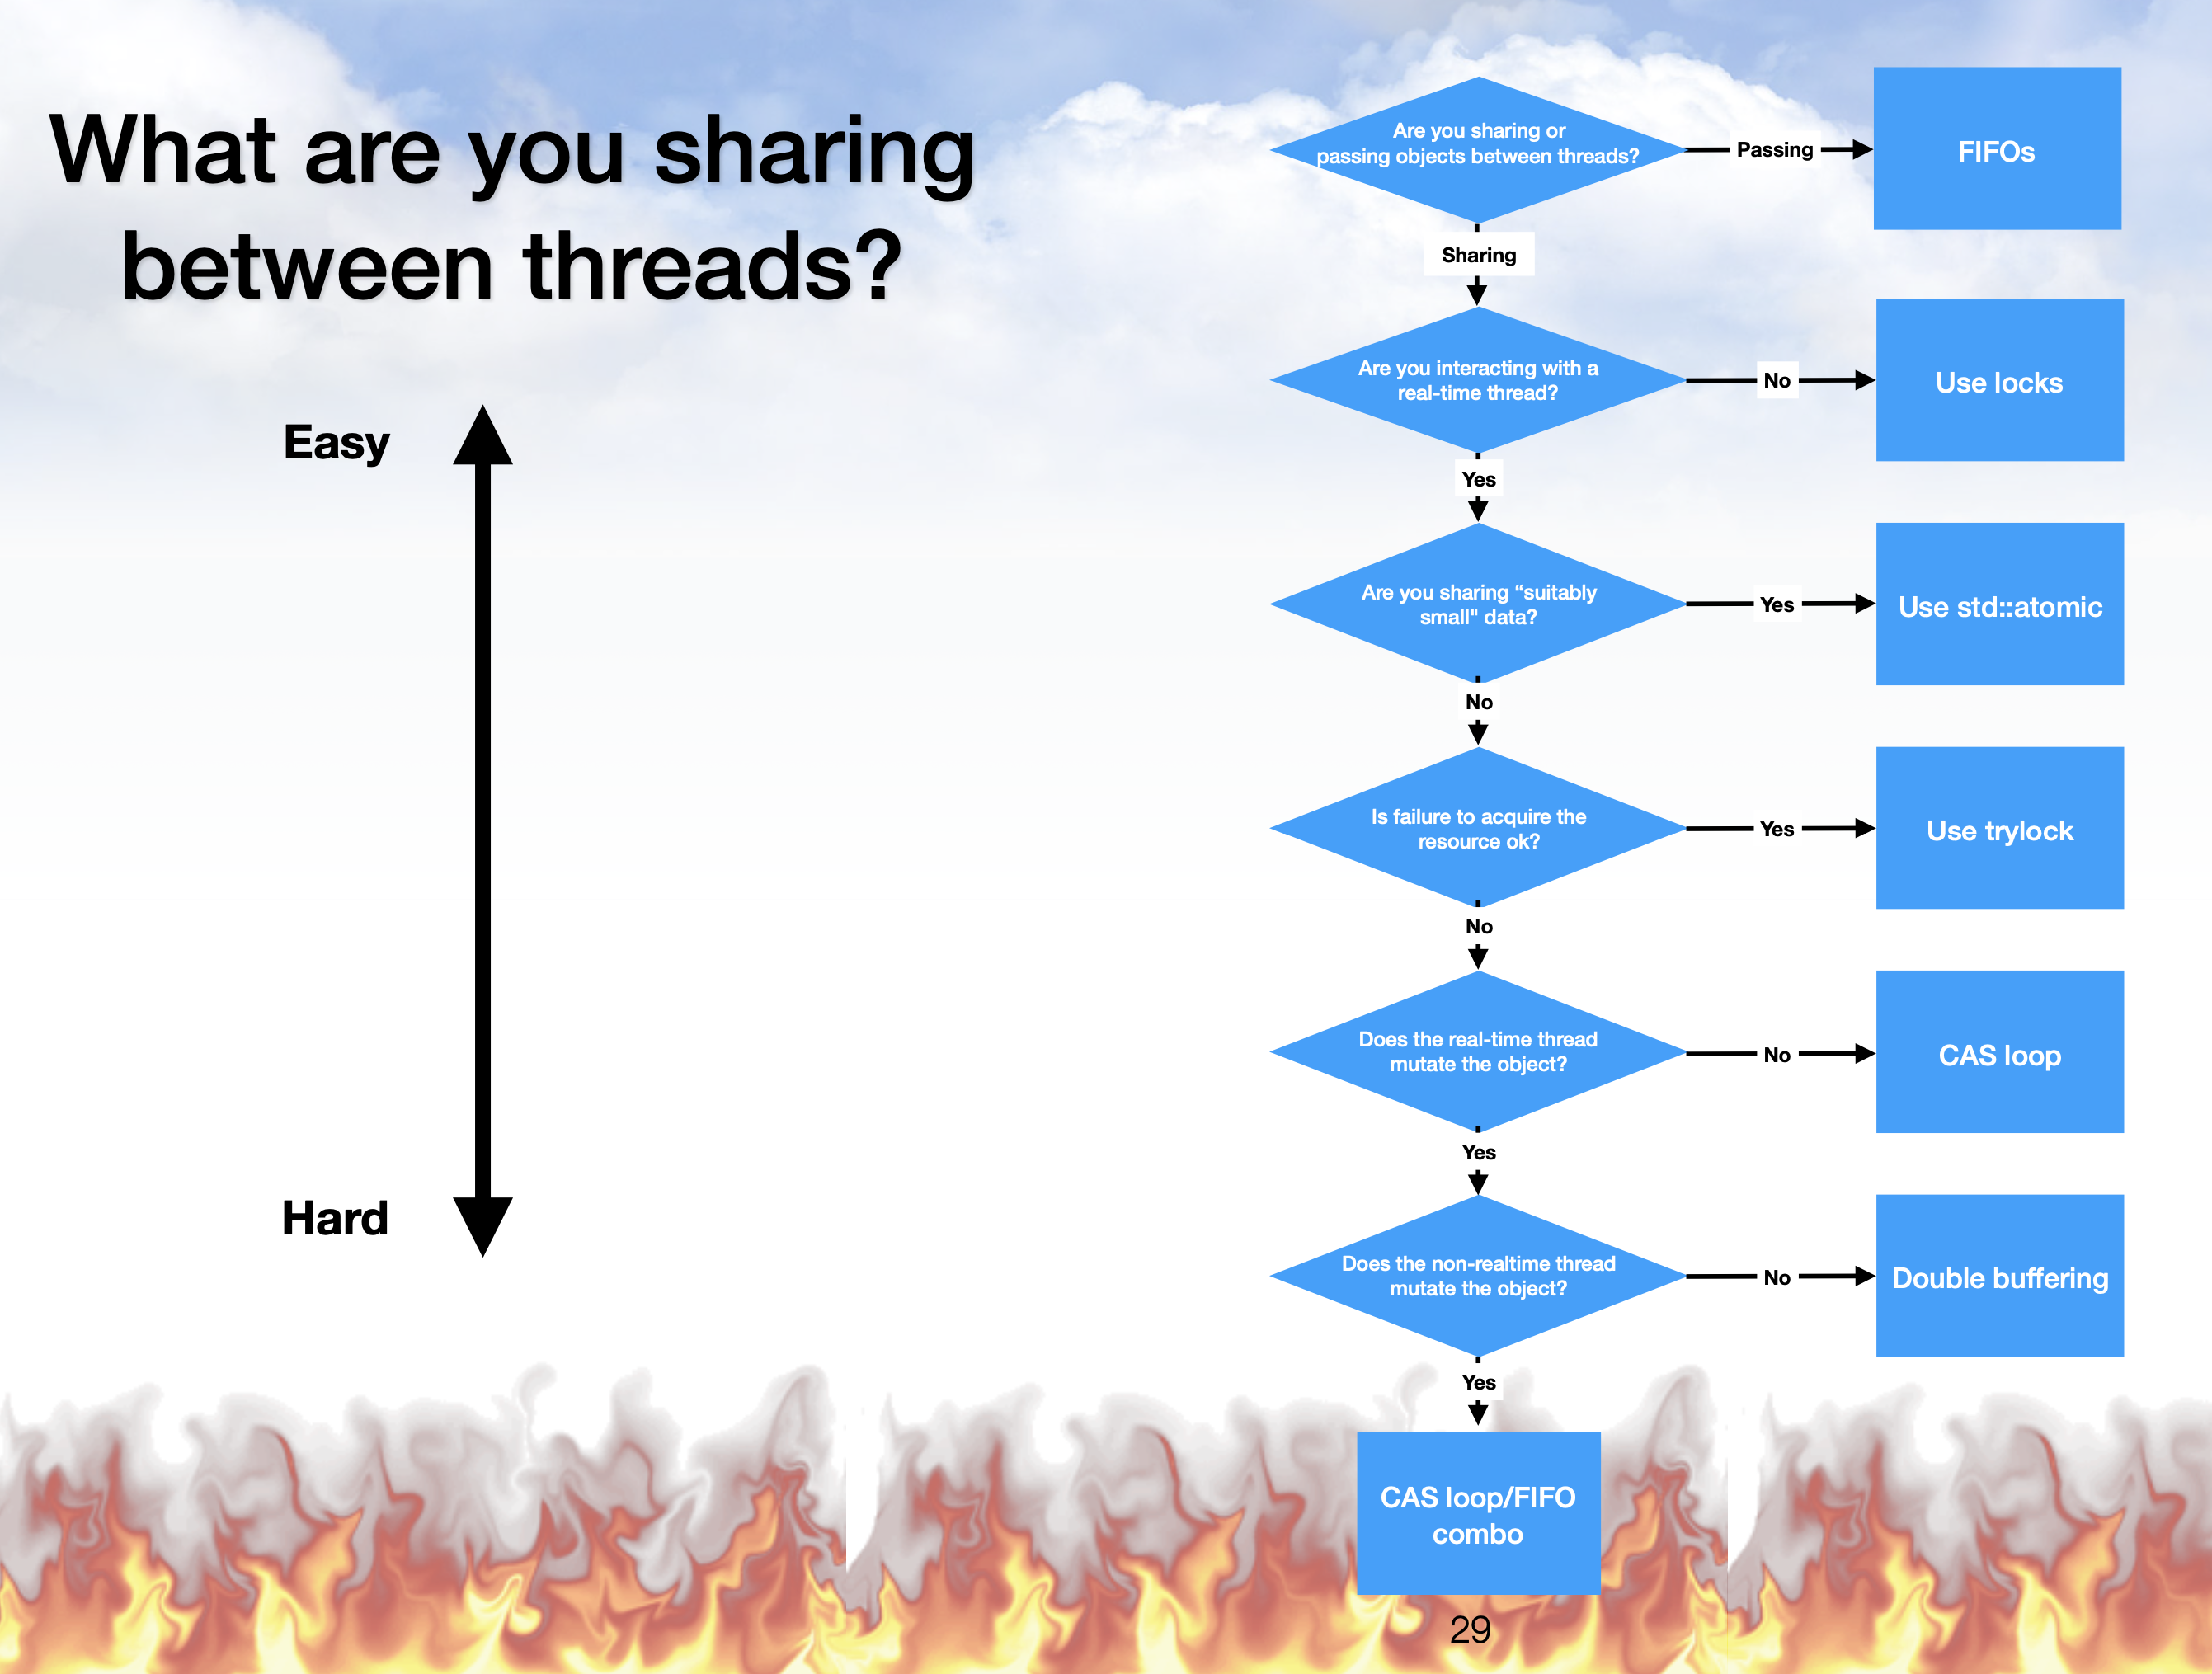 What are you sharing
between threads?
Easy
Hard
Are you sharing or
passing objects between threads?
Passing
FIFOs
Sharing
Are you interacting with a
real-time thread?
No
Use locks
Yes
Are you sharing “suitably
small" data?
Yes
Use std::atomic
No
Is failure to acquire the
resource ok?
Yes
Use trylock
No
Does the real-time thread
mutate the object?
No
CAS loop
Yes
Does the non-realtime thread
mutate the object?
No
Double buffering
Yes
CAS loop/FIFO
combo
29